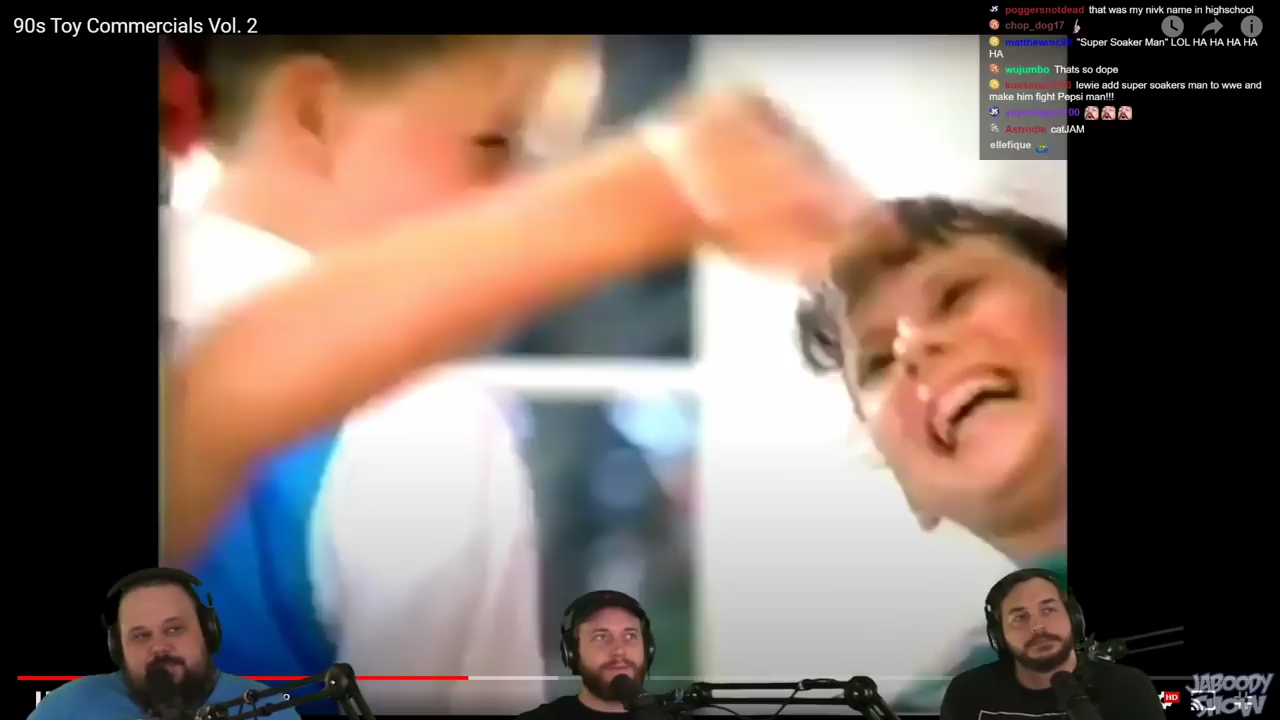 90s Toy Commercials Vol. 2
poggersnotdead that was my nivk name in highschool
chop_dog17
"Super Soaker Man" LOL HA HA HA HA
HA
wujumbo Thats so dope
lewie add super soakers man to wwe and
make him fight Pepsi man!!!
Astrodie catJAM
ellefique
HD
JABOODY
SHOW